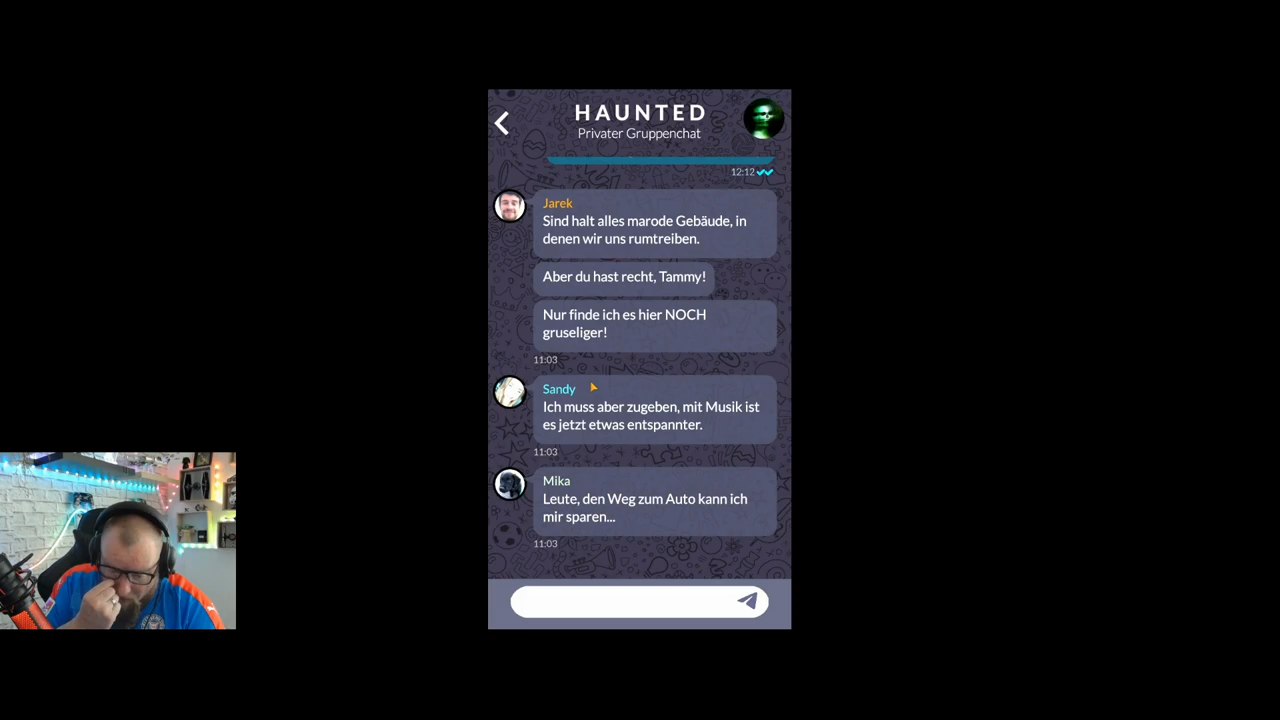 HAUNTED
Privater Gruppenchat
12:12
Jarek
Sind halt alles marode Gebäude, in
denen wir uns rumtreiben.
Aber du hast recht, Tammy!
Nur finde ich es hier NOCH
gruseliger!
11:03
Sandy
Ich muss aber zugeben, mit Musik ist
es jetzt etwas entspannter.
11:03
Mika
Leute, den Weg zum Auto kann ich
mir sparen...
11:03